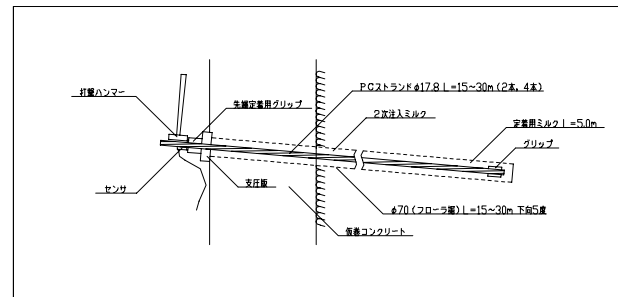 打撃ハンマー
先端定着用グリップ
PCストランドφ17.8 L=15~30m (2本, 4本)
2次注入ミルク
定着用ミルク l=5.0m
グリップ
センサ
支圧版
φ70 (フローラ藁) L=15~30m 下向5度
仮巻コンクリート